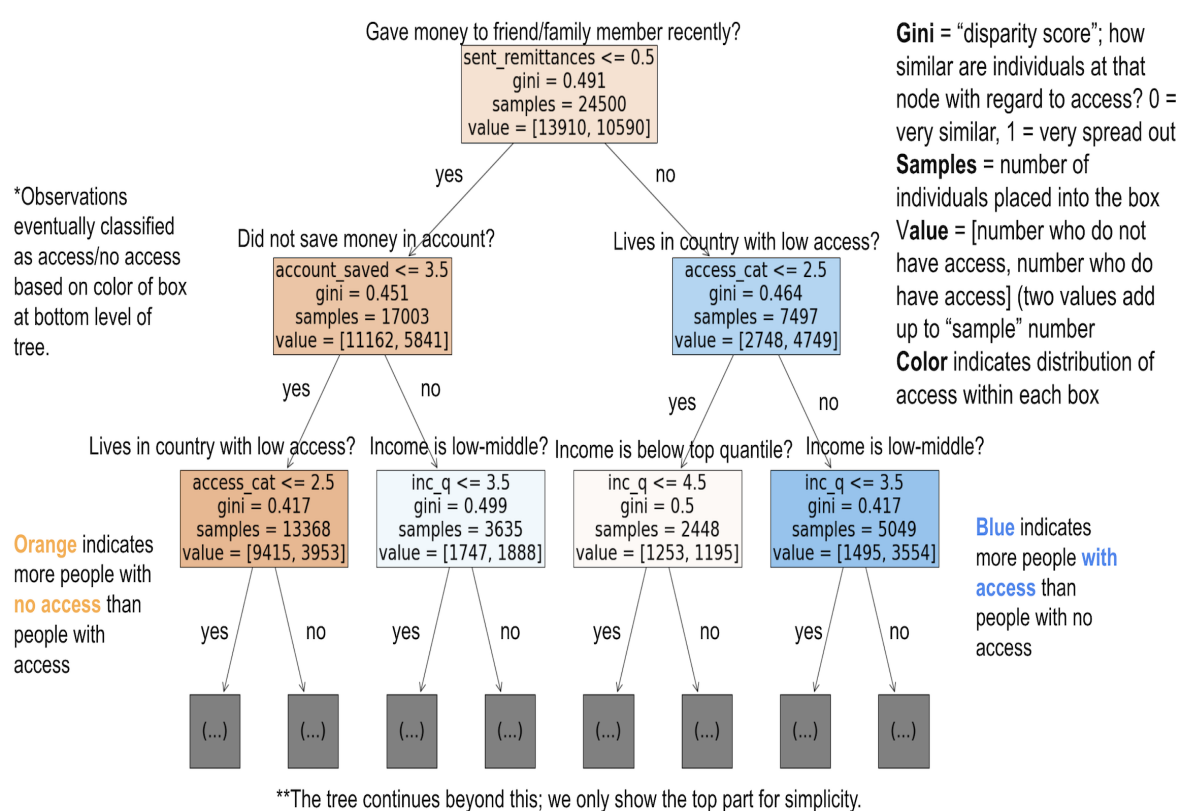 Gave money to friend/family member recently?
sent_remittances <= 0.5
gini = 0.491
samples = 24500
value = [13910, 10590]
yes
no
Gini = “disparity score”; how
similar are individuals at that
node with regard to access? 0 =
very similar, 1 = very spread out
Samples = number of
individuals placed into the box
Value = [number who do not
have access, number who do
have access] (two values add
up to “sample” number
Color indicates distribution of
access within each box
*Observations
eventually classified
as access/no access
based on color of box
at bottom level of
tree.
Did not save money in account?
account_saved <= 3.5
gini = 0.451
samples = 17003
value = [11162, 5841]
yes
no
Lives in country with low access?
access_cat <= 2.5
gini = 0.464
samples = 7497
value = [2748, 4749]
yes
no
Lives in country with low access?
access_cat <= 2.5
gini = 0.417
samples = 13368
value = [9415, 3953]
yes
no
Income is low-middle?
inc_q <= 3.5
gini = 0.499
samples = 3635
value = [1747, 1888]
yes
no
Income is below top quantile?
inc_q <= 4.5
gini = 0.5
samples = 2448
value = [1253, 1195]
yes
no
Income is low-middle?
inc_q <= 3.5
gini = 0.417
samples = 5049
value = [1495, 3554]
yes
no
Orange indicates
more people with
no access than
people with
access
Blue indicates
more people with
access than
people with no
access
(...)
(...)
(...)
(...)
(...)
(...)
(...)
(...)
**The tree continues beyond this; we only show the top part for simplicity.